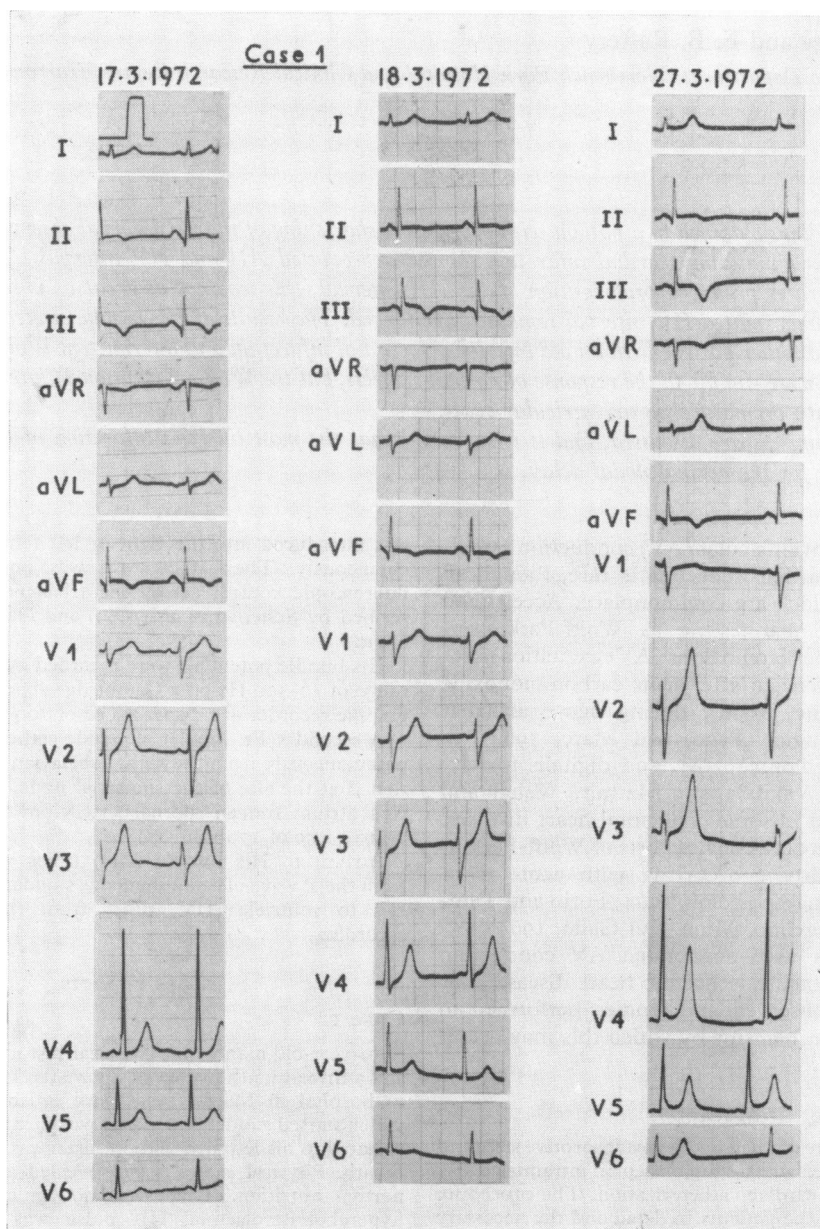 Case 1
17·3·1972
I
II
III
aVR
aVL
aVF
V1
V2
V3
V4
V5
V6
18·3·1972
I
II
III
aVR
aVL
aVF
V1
V2
V3
V4
V5
V6
27·3·1972
I
II
III
aVR
aVL
aVF
V1
V2
V3
V4
V5
V6